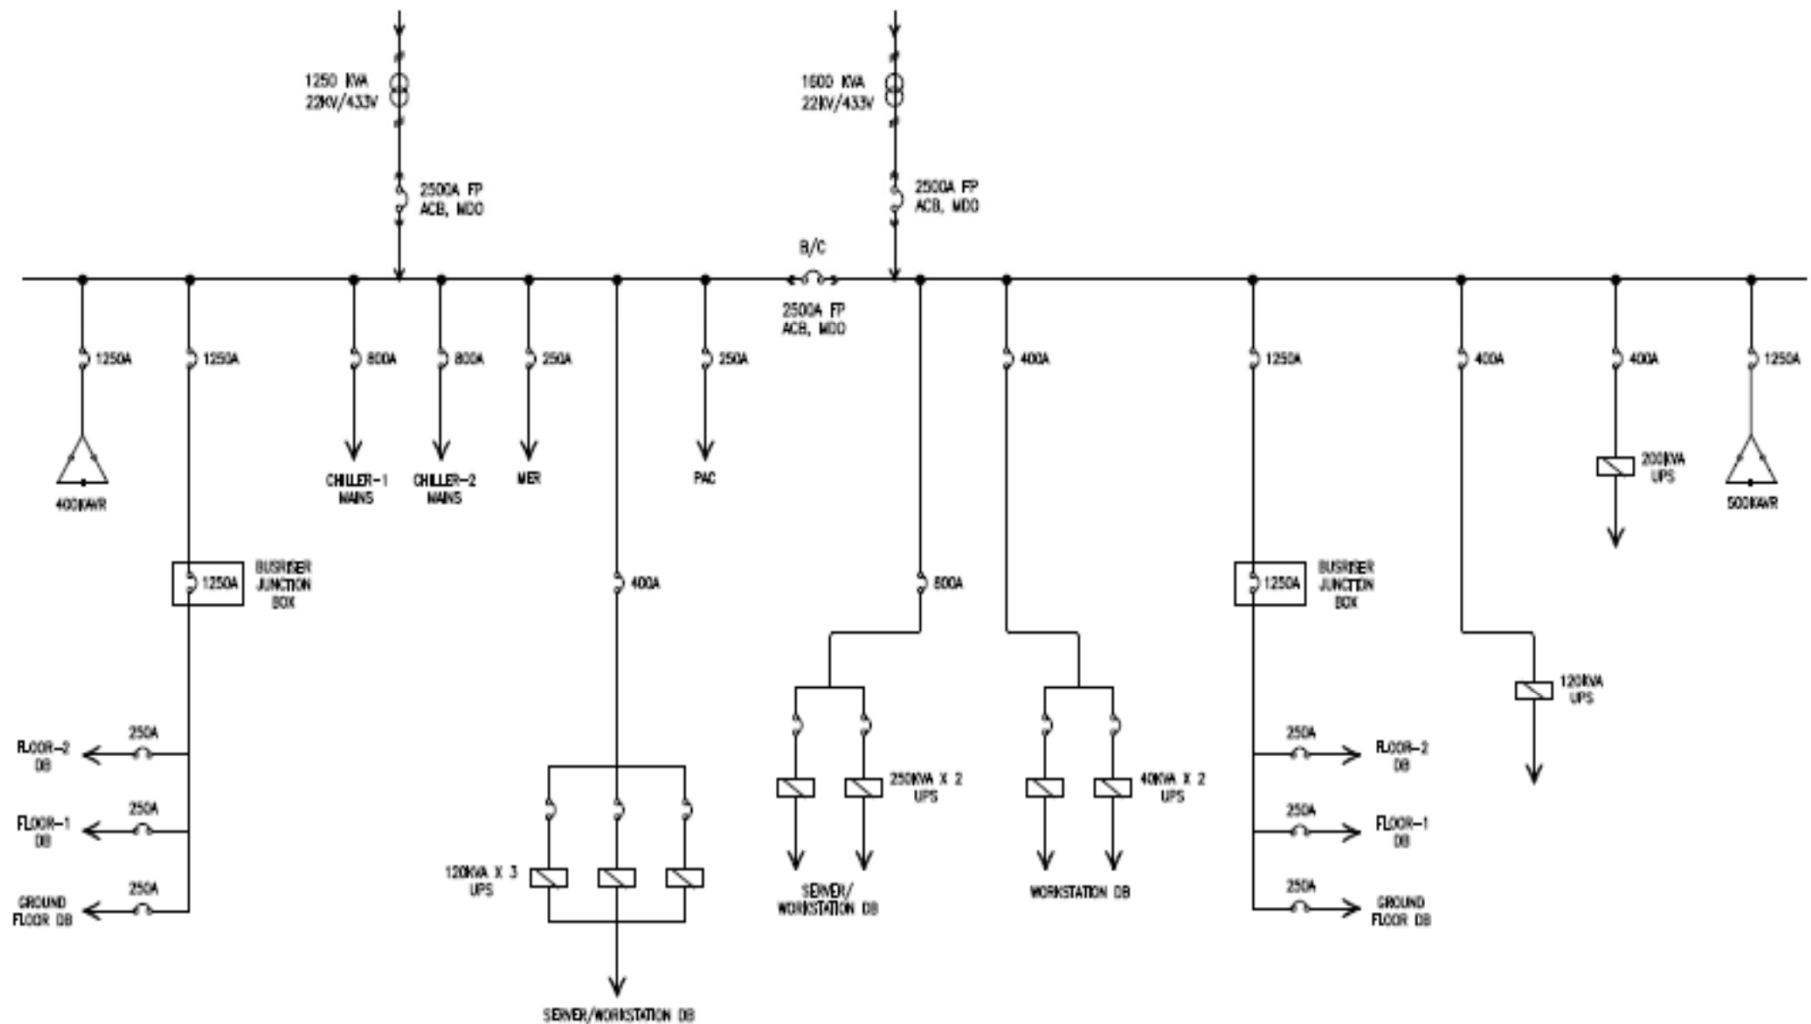 1250 KVA
22KV/433V
1600 KVA
22KV/433V
2500A FP
ACB, MDO
2500A FP
ACB, MDO
B/C
2500A FP
ACB, MDO
1250A
1250A
800A
800A
250A
250A
400A
1250A
400A
400A
1250A
400KAVR
CHILLER-1
MAINS
CHILLER-2
MAINS
MER
PAC
200KVA
UPS
500KAVR
1250A
BUSRISER
JUNCTION
BOX
400A
800A
1250A
BUSRISER
JUNCTION
BOX
120KVA
UPS
250A
FLOOR-2
DB
250A
FLOOR-1
DB
250A
GROUND
FLOOR DB
120KVA X 3
UPS
SERVER/WORKSTATION DB
250KVA X 2
UPS
SERVER/
WORKSTATION DB
40KVA X 2
UPS
WORKSTATION DB
250A
FLOOR-2
DB
250A
FLOOR-1
DB
250A
GROUND
FLOOR DB